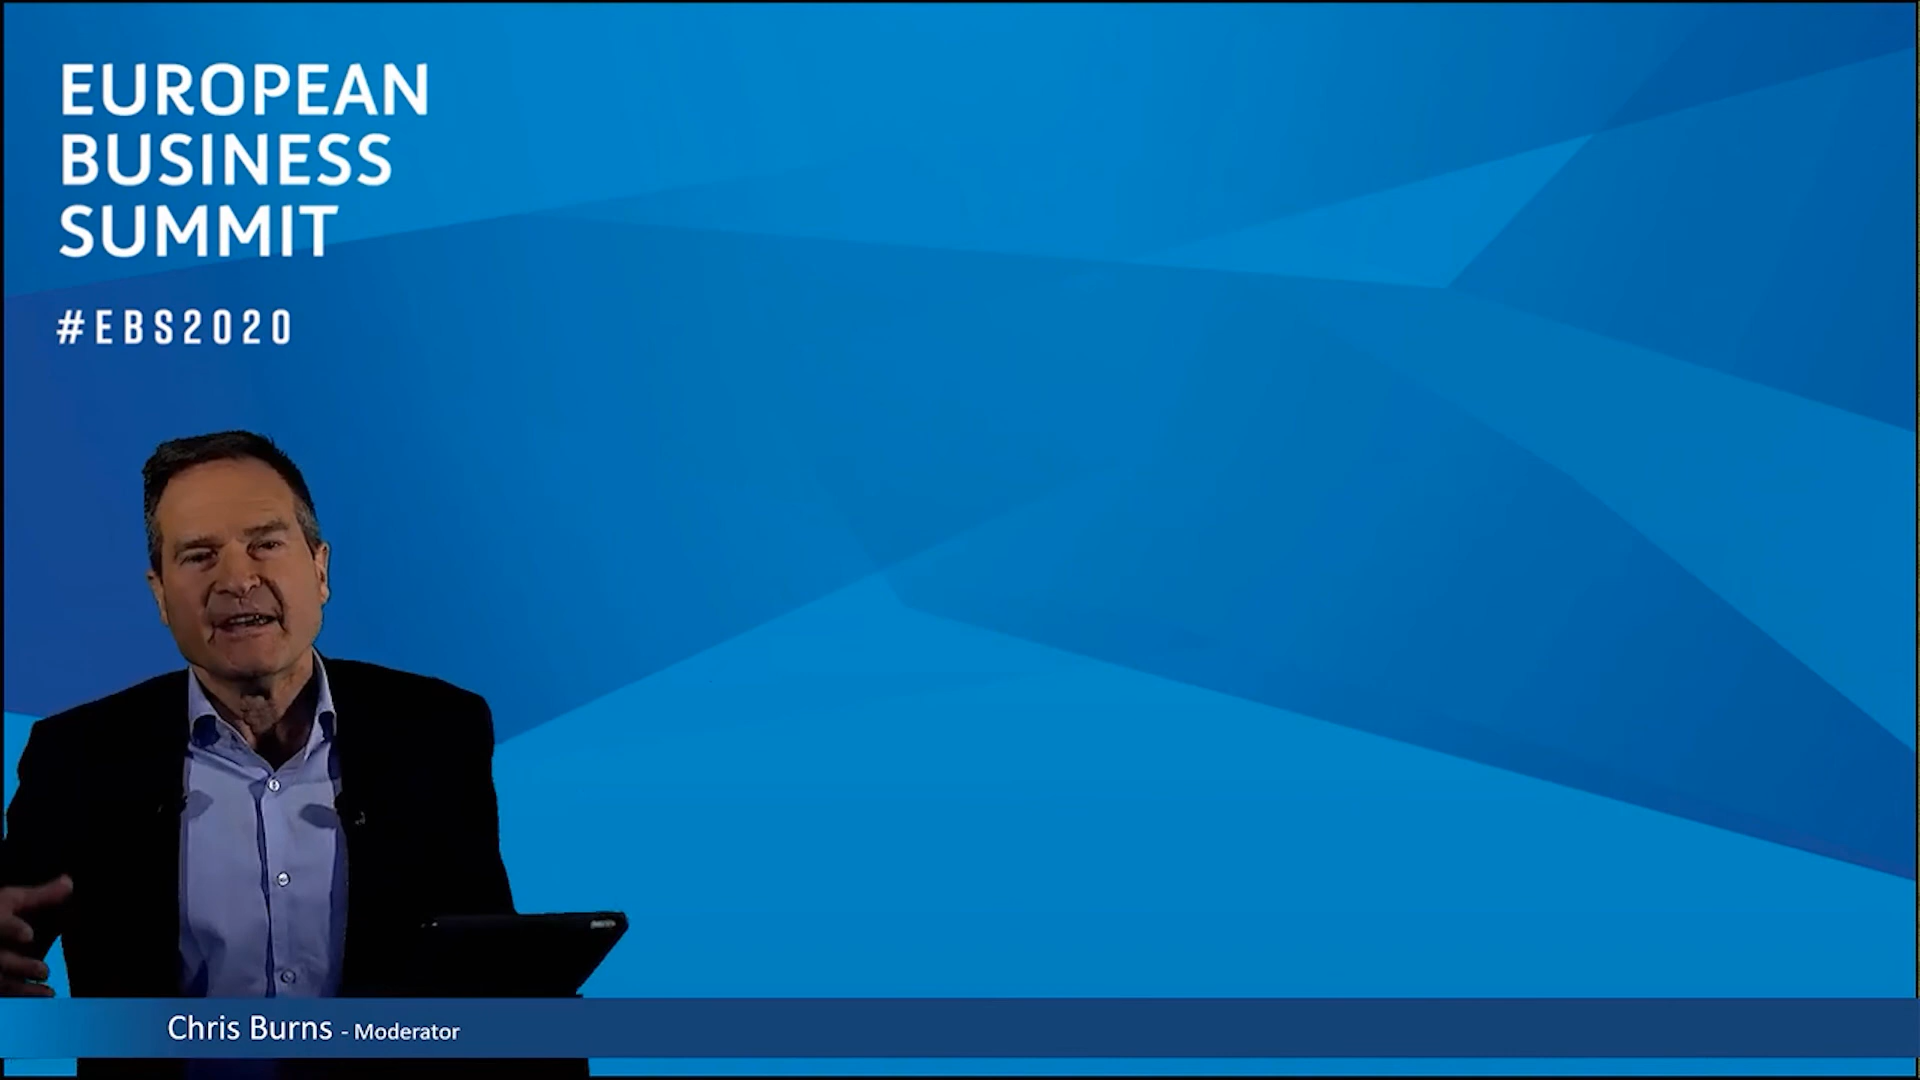 EUROPEAN
BUSINESS
SUMMIT
#EBS2020
Chris Burns - Moderator